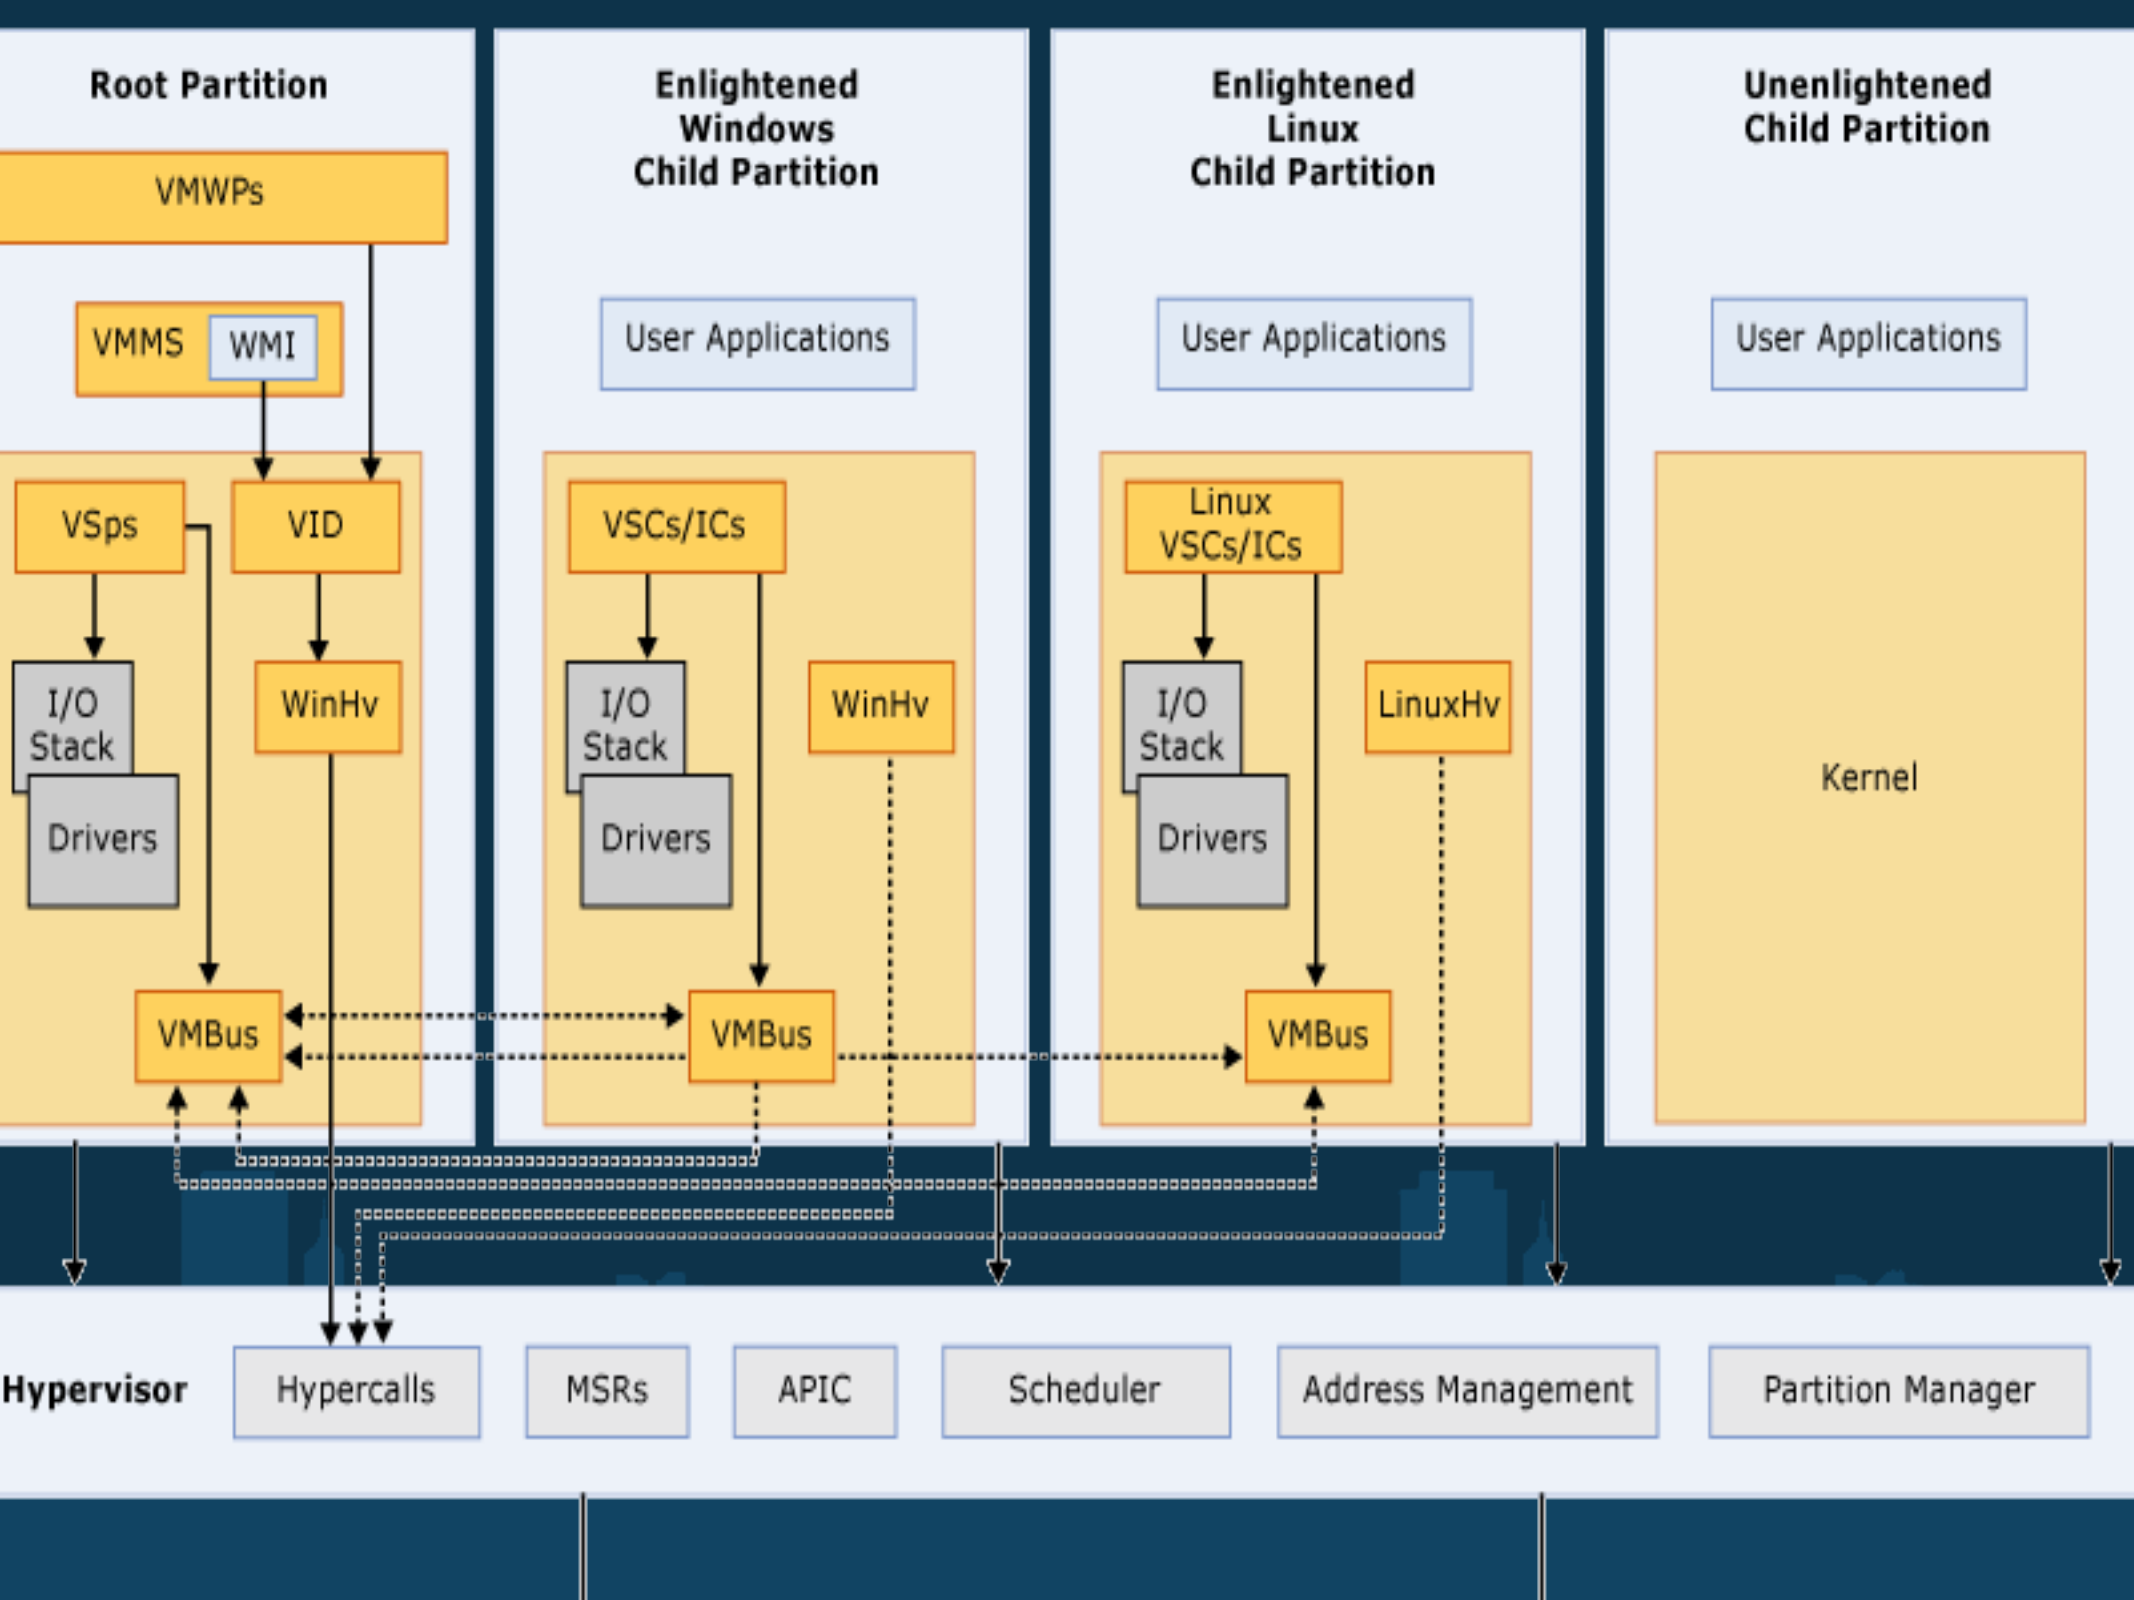 Root Partition
VMWPs
VMMS
WMI
VSps
VID
I/O
Stack
WinHv
Drivers
VMBus
Enlightened
Windows
Child Partition
User Applications
VSCs/ICs
I/O
Stack
WinHv
Drivers
VMBus
Enlightened
Linux
Child Partition
User Applications
Linux
VSCs/ICs
I/O
Stack
LinuxHv
Drivers
VMBus
Unenlightened
Child Partition
User Applications
Kernel
Hypervisor
Hypercalls
MSRs
APIC
Scheduler
Address Management
Partition Manager